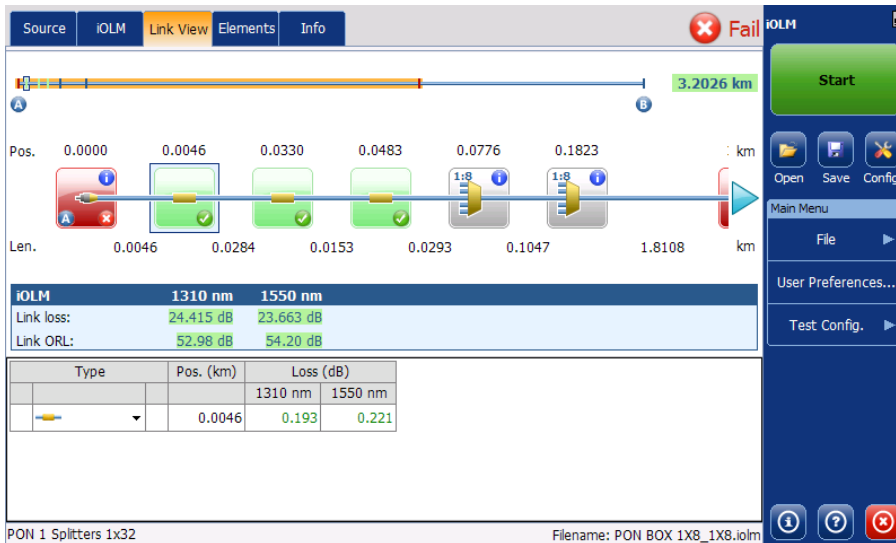 Source iOLM Link View Elements Info Fail iOLM
Start
3.2026 km
A B
Pos. 0.0000 0.0046 0.0330 0.0483 0.0776 0.1823 km
Open Save Config
1:8 1:8
A
Main Menu
File
Len. 0.0046 0.0284 0.0153 0.0293 0.1047 1.8108 km
User Preferences...
iOLM 1310 nm 1550 nm
Link loss: 24.415 dB 23.663 dB
Test Config.
Link ORL: 52.98 dB 54.20 dB
Type Pos. (km) Loss (dB)
1310 nm 1550 nm
0.0046 0.193 0.221
PON 1 Splitters 1x32 Filename: PON BOX 1X8_1X8.iolm